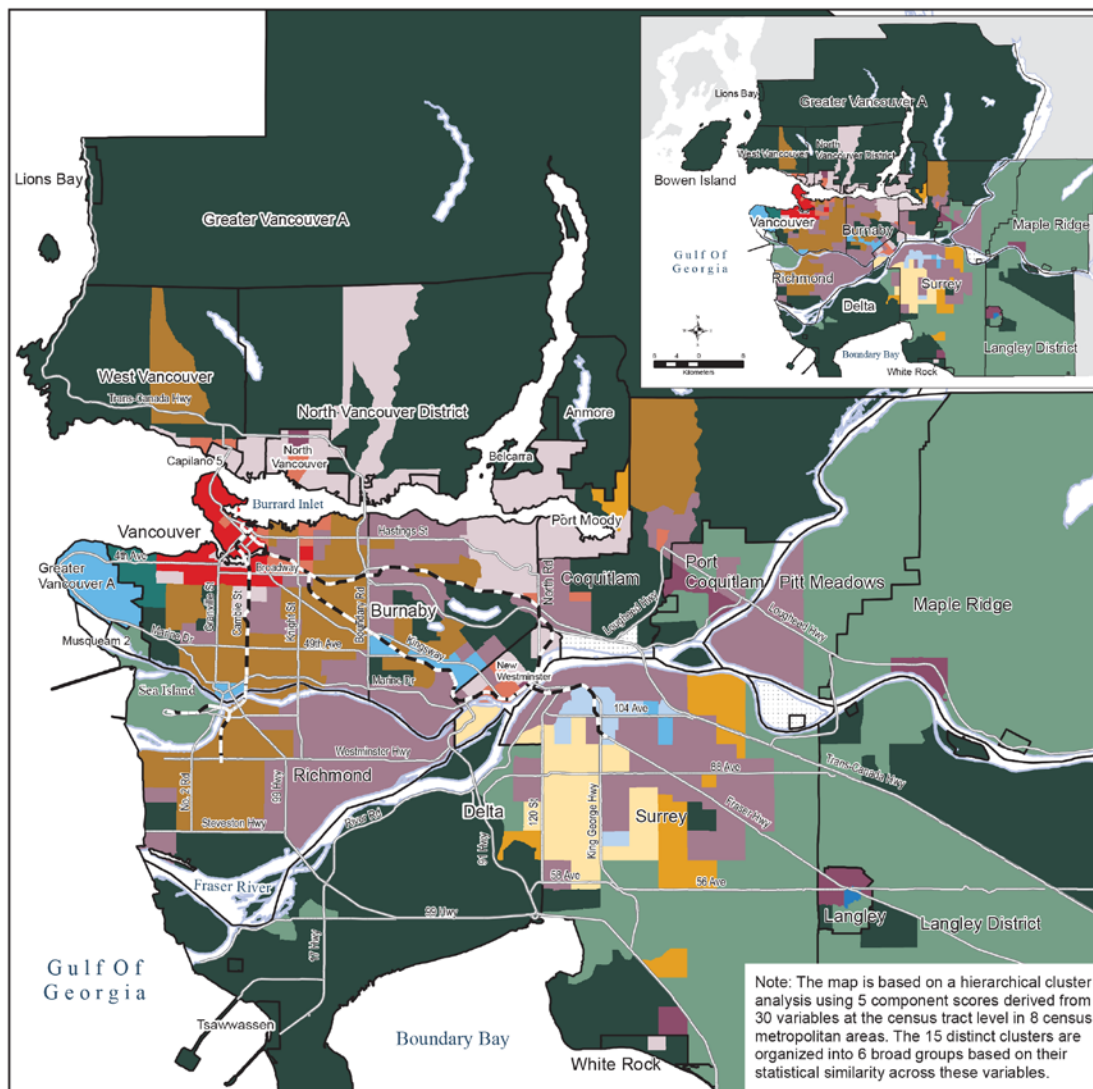 Lions Bay
Greater Vancouver A
West Vancouver
Trans-Canada Hwy
North Vancouver District
Anmore
North
Vancouver
Capilano 5
Belcarra
Burrard Inlet
Port Moody
Vancouver
Hastings St
4th Ave
Broadway
Greater
Vancouver A
Granville St
Cambie St
Knight St
Boundary Rd
Burnaby
North Rd
Coquitlam
Lougheed Hwy
Port
Coquitlam
Pitt Meadows
Lougheed Hwy
Maple Ridge
Musqueam 2
Marine Dr
49th Ave
Kingsway
Marine Dr
New
Westminster
Sea Island
104 Ave
Westminster Hwy
Richmond
No. 2 Rd
99 Hwy
Steveston Hwy
River Rd
Delta
91 Hwy
120 St
King George Hwy
88 Ave
Surrey
Fraser Hwy
Trans-Canada Hwy
58 Ave
56 Ave
Fraser River
99 Hwy
17 Hwy
Langley
Langley District
Gulf Of
Georgia
Tsawwassen
Boundary Bay
White Rock
Lions Bay
Greater Vancouver A
West Vancouver
North
Vancouver District
Bowen Island
Vancouver
Burnaby
Maple Ridge
Gulf Of
Georgia
Richmond
Surrey
Delta
Boundary Bay
Langley District
White Rock
N
Kilometers
Note: The map is based on a hierarchical cluster
analysis using 5 component scores derived from
30 variables at the census tract level in 8 census
metropolitan areas. The 15 distinct clusters are
organized into 6 broad groups based on their
statistical similarity across these variables.